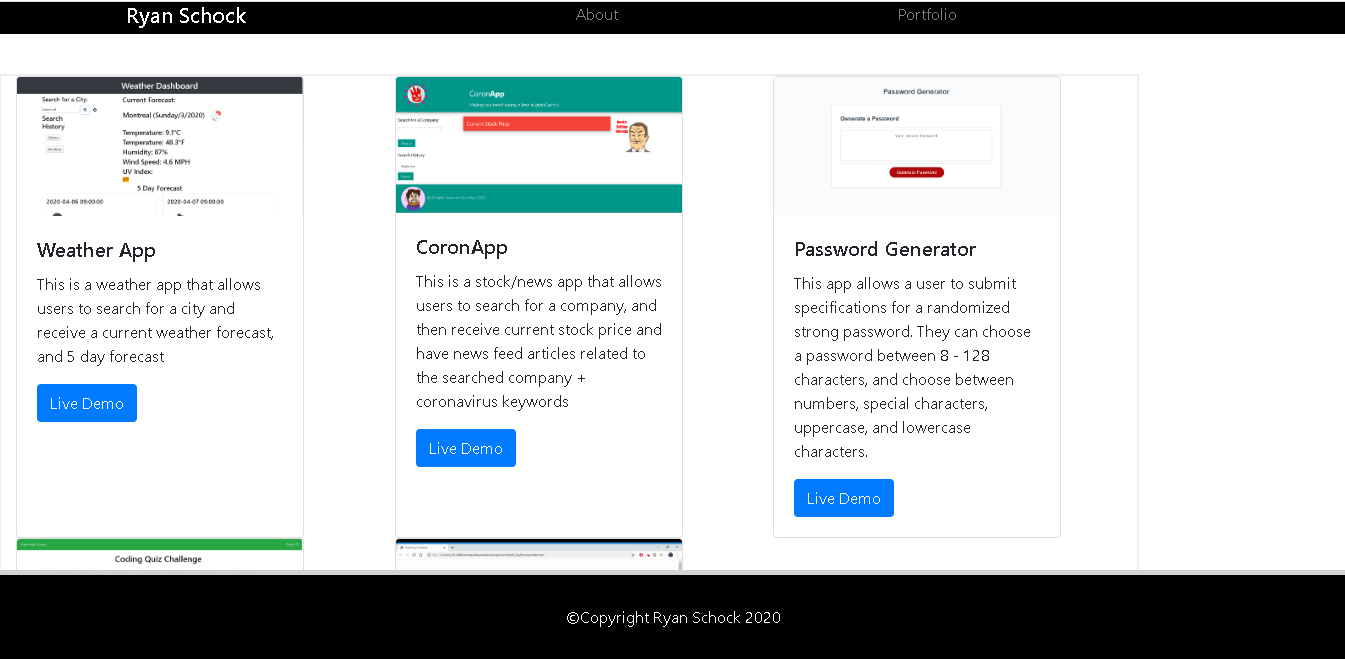 Ryan Schock
About
Portfolio
Weather Dashboard
Search for a City:
Search
History
Current Forecast:
Montreal (Sunday/3/2020)
Temperature: 9.1°C
Temperature: 48.3°F
Humidity: 87%
Wind Speed: 4.6 MPH
UV Index:
5 Day Forecast
2020-04-06 09:00:00
2020-04-07 09:00:00
Weather App
This is a weather app that allows
users to search for a city and
receive a current weather forecast,
and 5 day forecast
Live Demo
CoronApp
Search for a Company:
Current Stock Price
Search History
CoronApp
This is a stock/news app that allows
users to search for a company, and
then receive current stock price and
have news feed articles related to
the searched company +
coronavirus keywords
Live Demo
Password Generator
Generate a Password
Your Secure Password
Generate Password
Password Generator
This app allows a user to submit
specifications for a randomized
strong password. They can choose
a password between 8 - 128
characters, and choose between
numbers, special characters,
uppercase, and lowercase
characters.
Live Demo
Coding Quiz Challenge
©Copyright Ryan Schock 2020